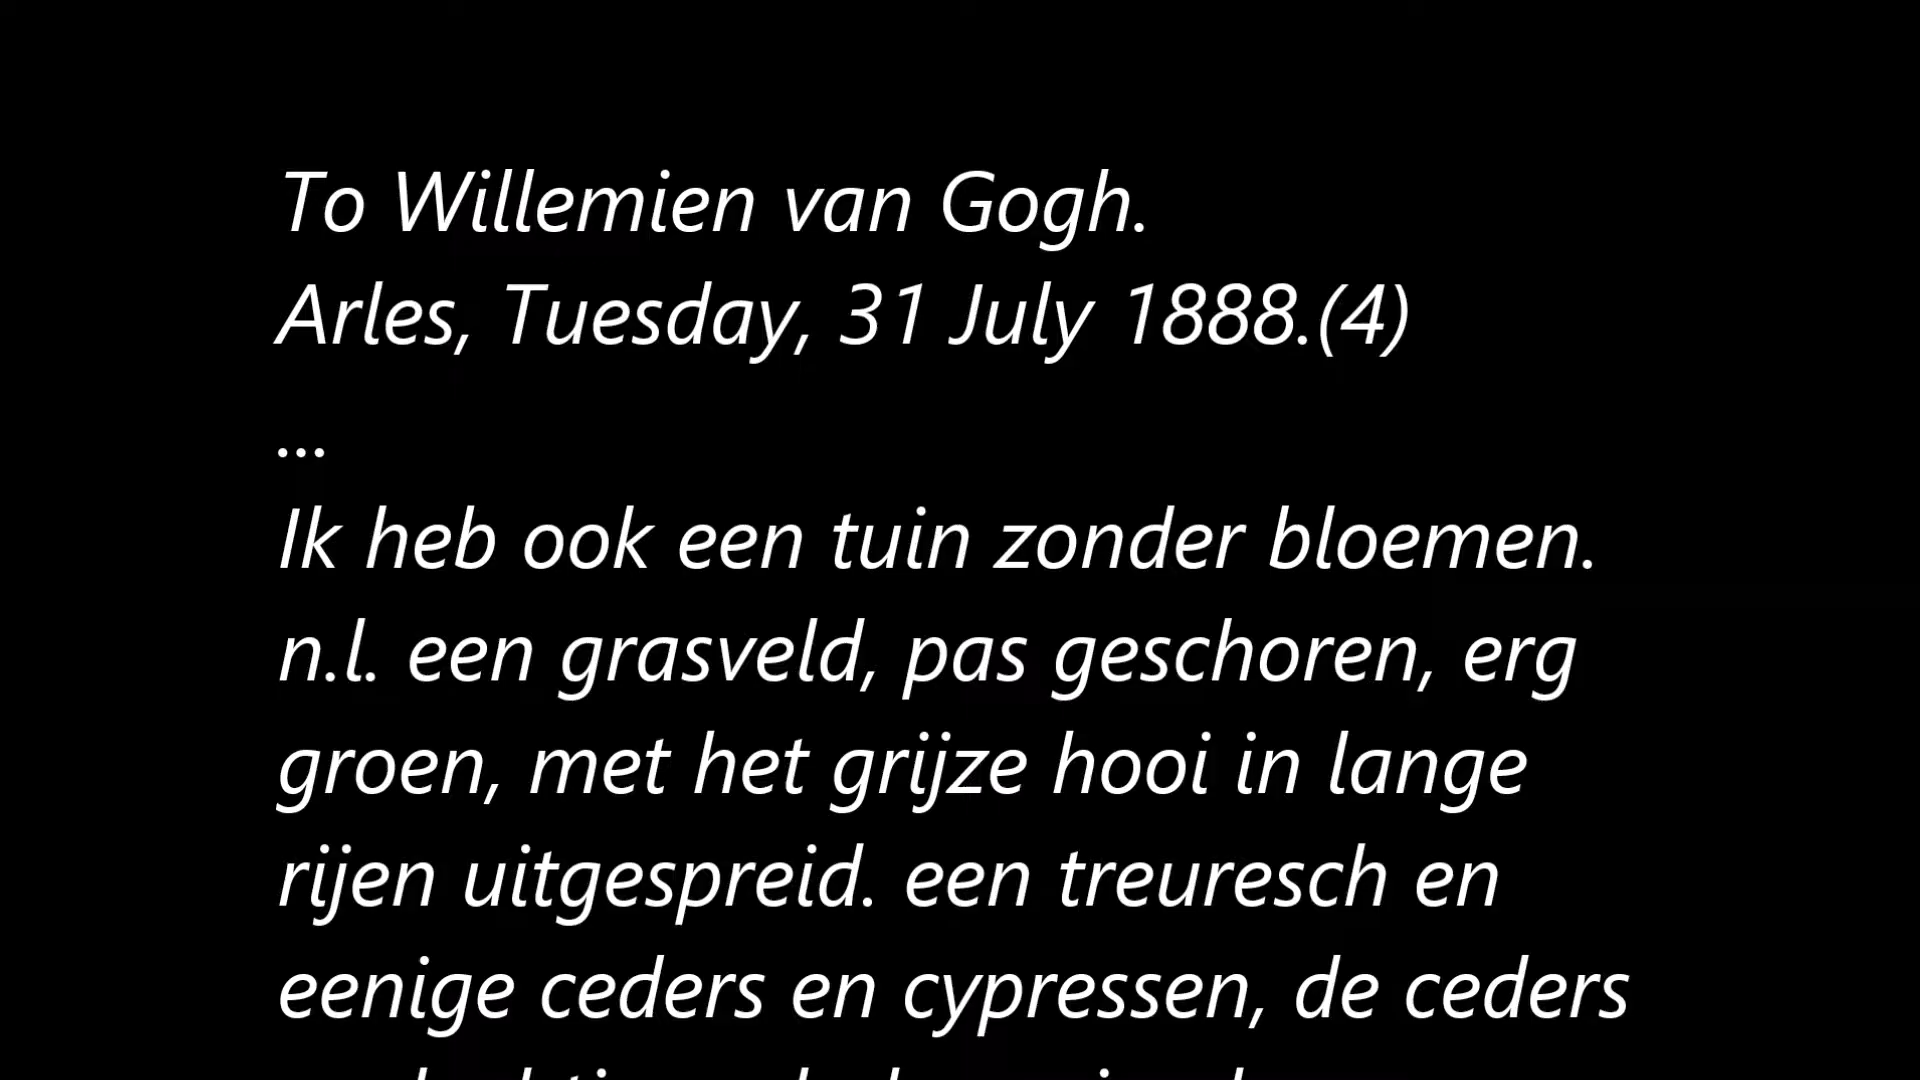 To Willemien van Gogh.
Arles, Tuesday, 31 July 1888.(4)
...
Ik heb ook een tuin zonder bloemen.
n.l. een grasveld, pas geschoren, erg
groen, met het grijze hooi in lange
rijen uitgespreid. een treuresch en
eenige ceders en cypressen, de ceders